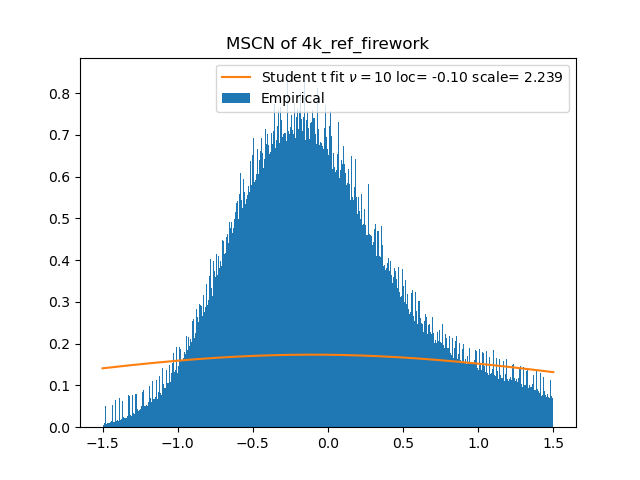 MSCN of 4k_ref_firework
Student t fit ν = 10 loc= -0.10 scale= 2.239
Empirical
0.8
0.7
0.6
0.5
0.4
0.3
0.2
0.1
0.0
−1.5 −1.0 −0.5 0.0 0.5 1.0 1.5